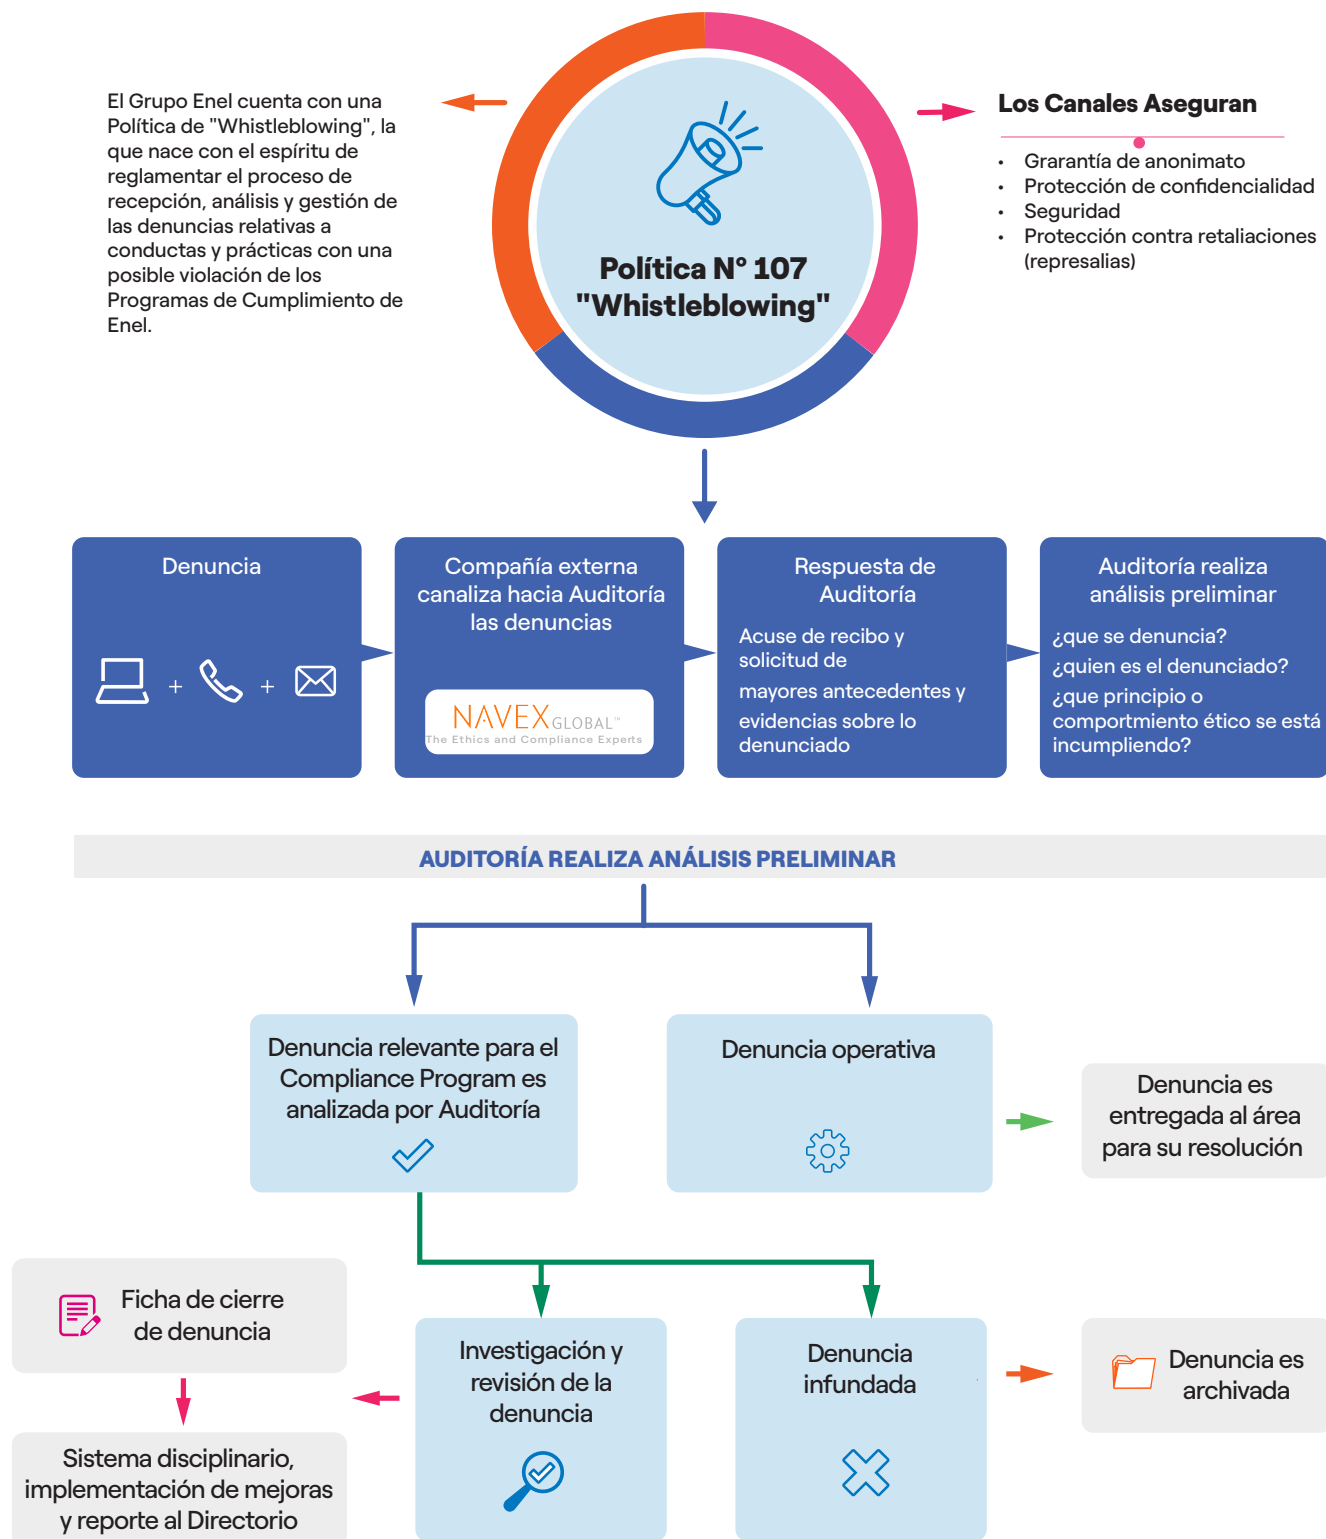 El Grupo Enel cuenta con una
Política de "Whistleblowing", la
que nace con el espíritu de
reglamentar el proceso de
recepción, análisis y gestión de
las denuncias relativas a
conductas y prácticas con una
posible violación de los
Programas de Cumplimiento de
Enel.
Política N° 107
"Whistleblowing"
Los Canales Aseguran
• Grarantía de anonimato
• Protección de confidencialidad
• Seguridad
• Protección contra retaliaciones
(represalias)
Denuncia
+ +
Compañía externa
canaliza hacia Auditoría
las denuncias
NAVEX GLOBAL™
The Ethics and Compliance Experts
Respuesta de
Auditoría
Acuse de recibo y
solicitud de
mayores antecedentes y
evidencias sobre lo
denunciado
Auditoría realiza
análisis preliminar
¿que se denuncia?
¿quien es el denunciado?
¿que principio o
comportmiento ético se está
incumpliendo?
AUDITORÍA REALIZA ANÁLISIS PRELIMINAR
Denuncia relevante para el
Compliance Program es
analizada por Auditoría
Denuncia operativa
Denuncia es
entregada al área
para su resolución
Ficha de cierre
de denuncia
Investigación y
revisión de la
denuncia
Denuncia
infundada
Denuncia es
archivada
Sistema disciplinario,
implementación de mejoras
y reporte al Directorio